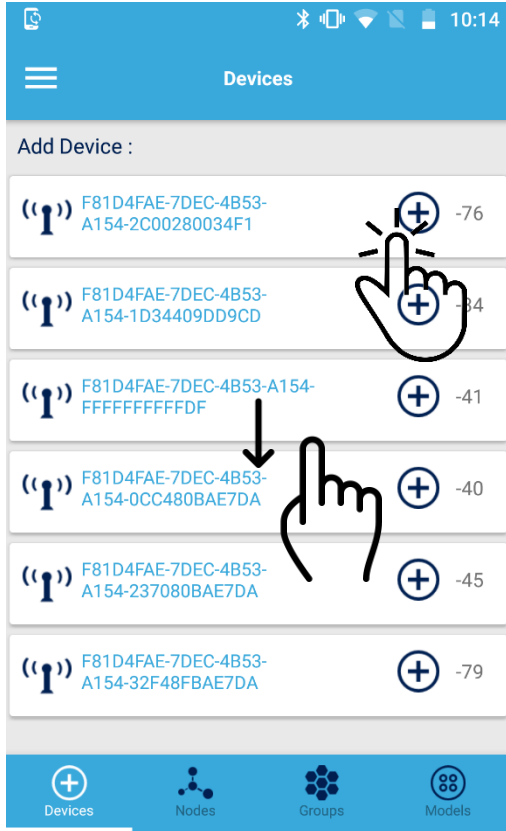 10:14
Devices
Add Device :
F81D4FAE-7DEC-4B53-
A154-2C00280034F1
-76
F81D4FAE-7DEC-4B53-
A154-1D34409DD9CD
F81D4FAE-7DEC-4B53-A154-
FFFFFFFFFFDF
-41
F81D4FAE-7DEC-4B53-
A154-0CC480BAE7DA
-40
F81D4FAE-7DEC-4B53-
A154-237080BAE7DA
-45
F81D4FAE-7DEC-4B53-
A154-32F48FBAE7DA
-79
Devices
Nodes
Groups
Models